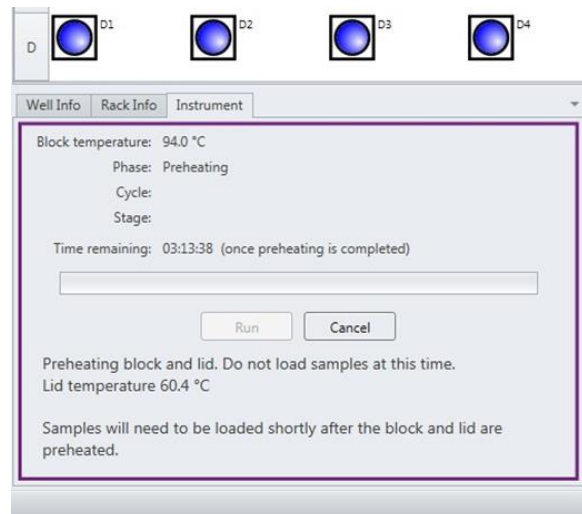 D D1 D2 D3 D4
Well Info Rack Info Instrument
Block temperature: 94.0 °C
Phase: Preheating
Cycle:
Stage:
Time remaining: 03:13:38 (once preheating is completed)
Run Cancel
Preheating block and lid. Do not load samples at this time.
Lid temperature 60.4 °C
Samples will need to be loaded shortly after the block and lid are
preheated.